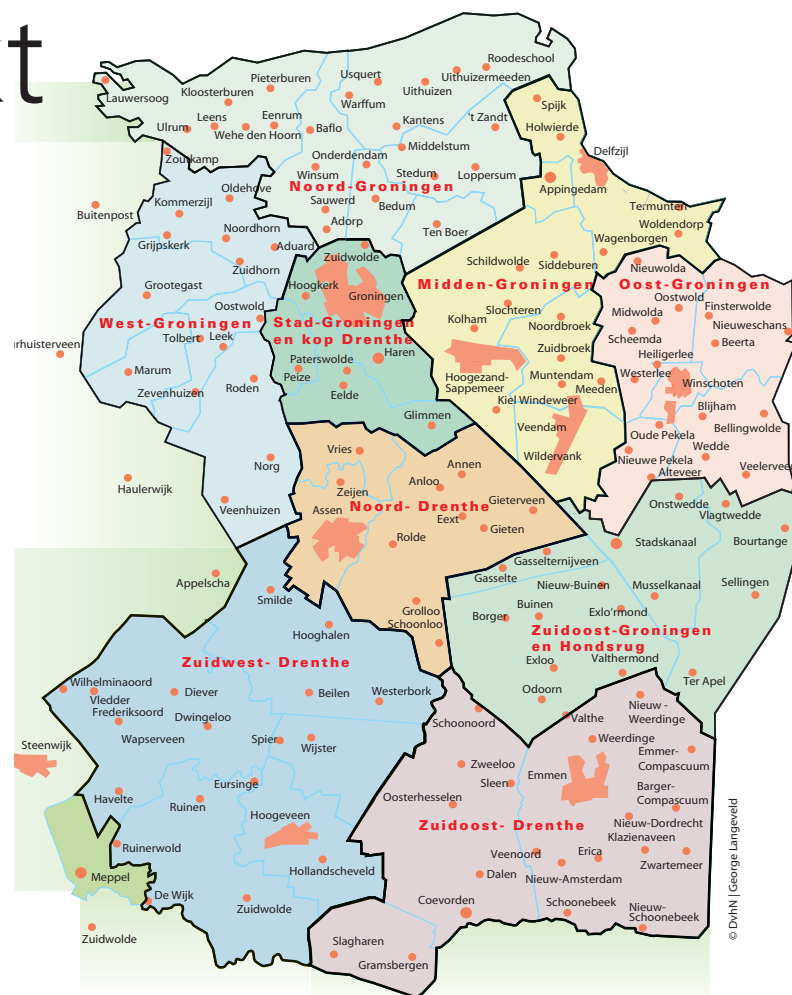 kt
Roodeschool
Usquert
Pieterburen
Uithuizermeeden
Uithuizen
Kloosterburen
Lauwersoog
Warffum
Spijk
Leens
Eenrum
Kantens
't Zandt
Ulrum
Wehe den Hoorn
Baflo
Holwierde
Middelstum
Delfzijl
Zoutkamp
Onderdendam
Winsum
Stedum
Loppersum
Oldehove
Noord-Groningen
Appingedam
Kommerzijl
Sauwerd
Bedum
Termunten
Buitenpost
Adorp
Woldendorp
Noordhorn
Ten Boer
Wagenborgen
Grijpskerk
Aduard
Zuidwolde
Schildwolde
Siddeburen
Nieuwolda
Zuidhorn
Grootegast
Hoogkerk
Groningen
Midden-Groningen
Oost-Groningen
Oostwold
Oostwold
Slochteren
Finsterwolde
Midwolda
West-Groningen
Stad-Groningen
en kop Drenthe
Kolham
Noordbroek
Nieuweschans
Scheemda
Beerta
Tolbert
Leek
rhuisterveen
Haren
Zuidbroek
Heiligerlee
Paterswolde
Marum
Peize
Hoogezand-
Sappemeer
Muntendam
Westerlee
Winschoten
Zevenhuizen
Roden
Eelde
Meeden
Kiel Windeweer
Blijham
Glimmen
Veendam
Bellingwolde
Oude Pekela
Vries
Wildervank
Wedde
Norg
Annen
Nieuwe Pekela
Alteveer
Veelerveen
Haulerwijk
Zeijen
Anloo
Veenhuizen
Assen
Noord- Drenthe
Gieterveen
Onstwedde
Vlagtwedde
Eext
Gieten
Rolde
Stadskanaal
Bourtange
Gasselternijveen
Appelscha
Gasselte
Nieuw-Buinen
Musselkanaal
Sellingen
Smilde
Grolloo
Schoonloo
Buinen
Borger
Exlo'rmond
Hooghalen
Zuidoost-Groningen
en Hondsrug
Zuidwest- Drenthe
Exloo
Valthermond
Wilhelminaoord
Ter Apel
Vledder
Diever
Beilen
Westerbork
Odoorn
Frederiksoord
Dwingeloo
Schoonoord
Valthe
Nieuw -
Weerdinge
Steenwijk
Wapserveen
Spier
Wijster
Weerdinge
Emmer-
Compascuum
Zweeloo
Eursinge
Sleen
Emmen
Barger-
Compascuum
Havelte
Ruinen
Oosterhesselen
Hoogeveen
Zuidoost- Drenthe
Nieuw-Dordrecht
Klazienaveen
Ruinerwold
Veenoord
Erica
Zwartemeer
Meppel
Hollandscheveld
Dalen
Nieuw-Amsterdam
De Wijk
Coevorden
Schoonebeek
Nieuw-
Schoonebeek
Zuidwolde
Zuidwolde
Slagharen
Gramsbergen
© DvhN | George Langeveld